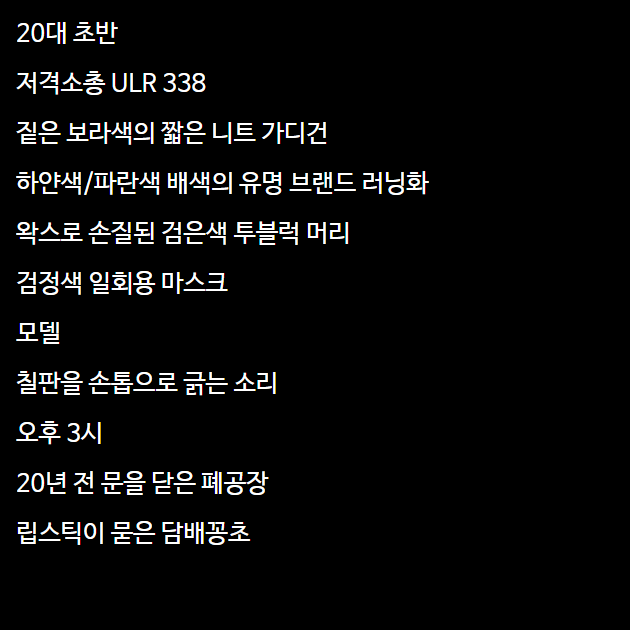 20대 초반
저격소총 ULR 338
짙은 보라색의 짧은 니트 가디건
하얀색/파란색 배색의 유명 브랜드 러닝화
왁스로 손질된 검은색 투블럭 머리
검정색 일회용 마스크
모델
칠판을 손톱으로 긁는 소리
오후 3시
20년 전 문을 닫은 폐공장
립스틱이 묻은 담배꽁초